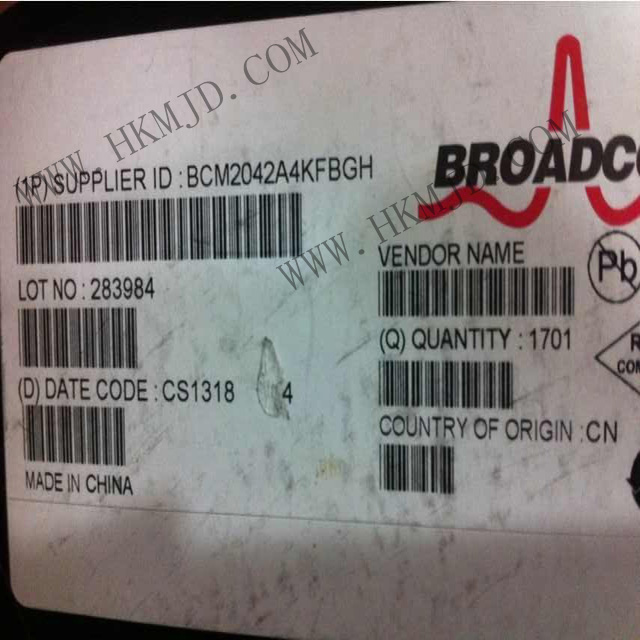 WWW. HKMJD. COM
BROADCO
(1P) SUPPLIER ID : BCM2042A4KFBGH
WWW. HKMJD. COM
VENDOR NAME
Pb
LOT NO : 283984
(Q) QUANTITY : 1701
R
COM
(D) DATE CODE : CS1318 4
COUNTRY OF ORIGIN : CN
MADE IN CHINA